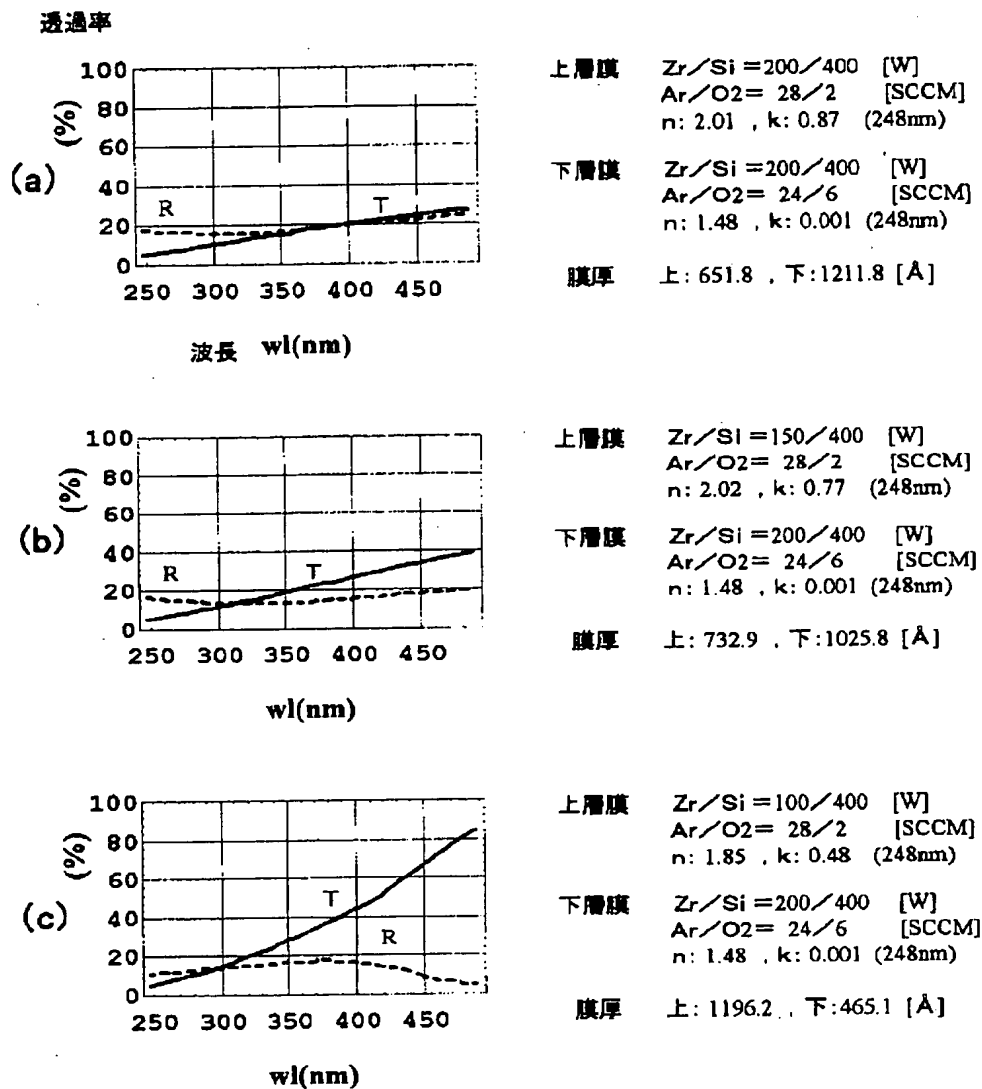 透過率
(a)
(%)
100
80
60
40
20
0
R
T
250 300 350 400 450
波長 wl(nm)
上層膜 Zr/Si=200/400 [W]
Ar/O2= 28/2 [SCCM]
n: 2.01 , k: 0.87 (248nm)
下層膜 Zr/Si=200/400 [W]
Ar/O2= 24/6 [SCCM]
n: 1.48 , k: 0.001 (248nm)
膜厚 上: 651.8 , 下:1211.8 [Å]
(b)
(%)
100
80
60
40
20
0
R
T
250 300 350 400 450
wl(nm)
上層膜 Zr/Si=150/400 [W]
Ar/O2= 28/2 [SCCM]
n: 2.02 , k: 0.77 (248nm)
下層膜 Zr/Si=200/400 [W]
Ar/O2= 24/6 [SCCM]
n: 1.48 , k: 0.001 (248nm)
膜厚 上: 732.9 , 下:1025.8 [Å]
(c)
(%)
100
80
60
40
20
0
T
R
250 300 350 400 450
wl(nm)
上層膜 Zr/Si=100/400 [W]
Ar/O2= 28/2 [SCCM]
n: 1.85 , k: 0.48 (248nm)
下層膜 Zr/Si=200/400 [W]
Ar/O2= 24/6 [SCCM]
n: 1.48 , k: 0.001 (248nm)
膜厚 上: 1196.2 , 下:465.1 [Å]